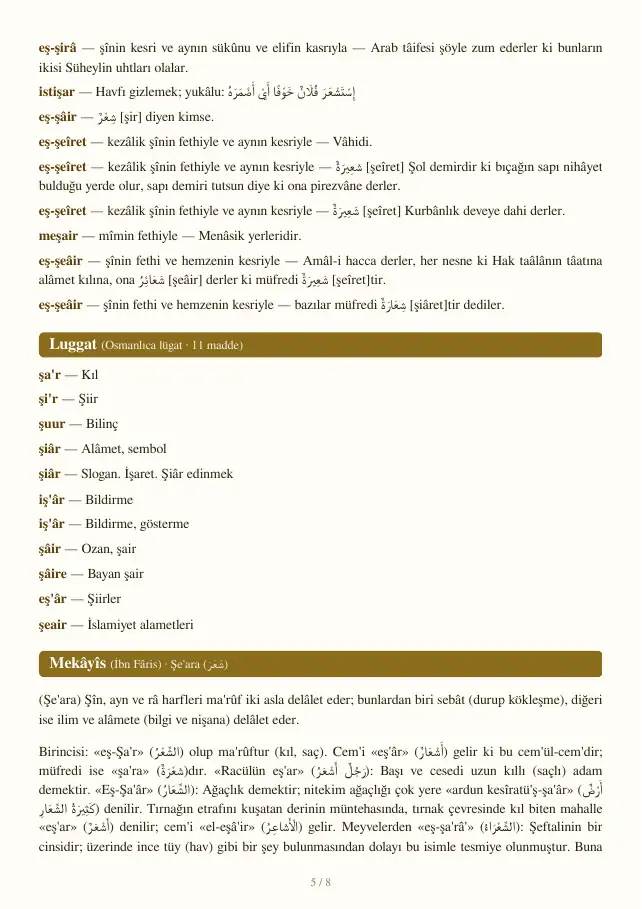 eş-şirâ — şînin kesri ve aynın sükûnu ve elifin kasrıyla — Arab tâifesi şöyle zum ederler ki bunların
ikisi Süheylin uhtları olalar.
istişar — Havfı gizlemek; yukâlu: إِسْتَشْعَرَ فُلَانٌ خَوْفًا أَيْ أَضْمَرَهُ
eş-şâir — شِعْرٌ [şir] diyen kimse.
eş-şeîret — kezâlik şînin fethiyle ve aynın kesriyle — Vâhidi.
eş-şeîret — kezâlik şînin fethiyle ve aynın kesriyle — شَعِيرَةٌ [şeîret] Şol demirdir ki bıçağın sapı nihâyet
bulduğu yerde olur, sapı demiri tutsun diye ki ona pirezvâne derler.
eş-şeîret — kezâlik şînin fethiyle ve aynın kesriyle — شَعِيرَةٌ [şeîret] Kurbânlık deveye dahi derler.
meşair — mîmin fethiyle — Menâsik yerleridir.
eş-şeâir — şînin fethi ve hemzenin kesriyle — Amâl-i hacca derler, her nesne ki Hak taâlânın tâatına
alâmet kılına, ona شَعَائِرُ [şeâir] derler ki müfredi شَعِيرَةٌ [şeîret]tir.
eş-şeâir — şînin fethi ve hemzenin kesriyle — bazılar müfredi شِعَارَةٌ [şiâret]tir dediler.
Luggat (Osmanlıca lügat · 11 madde)
şa'r — Kıl
şi'r — Şiir
şuur — Bilinç
şiâr — Alâmet, sembol
şiâr — Slogan. İşaret. Şiâr edinmek
iş'âr — Bildirme
iş'âr — Bildirme, gösterme
şâir — Ozan, şair
şâire — Bayan şair
eş'âr — Şiirler
şeair — İslamiyet alametleri
Mekâyîs (İbn Fâris) · Şe'ara (شَعَرَ)
(Şe'ara) Şîn, ayn ve râ harfleri ma'rûf iki asla delâlet eder; bunlardan biri sebât (durup kökleşme), diğeri
ise ilim ve alâmete (bilgi ve nişana) delâlet eder.
Birincisi: «eş-Şa'r» (الشَّعْرُ) olup ma'rûftur (kıl, saç). Cem'i «eş'âr» (أَشْعَارٌ) gelir ki bu cem'ül-cem'dir;
müfredi ise «şa'ra» (شَعْرَةٌ)dır. «Racülün eş'ar» (رَجُلٌ أَشْعَرُ): Başı ve cesedi uzun kıllı (saçlı) adam
demektir. «Eş-Şa'âr» (الشَّعَارُ): Ağaçlık demektir; nitekim ağaçlığı çok yere «ardun kesîratü'ş-şa'âr» (أَرْضٌ
كَثِيرَةُ الشَّعَارِ) denilir. Tırnağın etrafını kuşatan derinin müntehasında, tırnak çevresinde kıl biten mahalle
«eş'ar» (أَشْعَرُ) denilir; cem'i «el-eşâ'ir» (الْأَشَاعِرُ) gelir. Meyvelerden «eş-şa'râ'» (الشَّعْرَاءُ): Şeftalinin bir
cinsidir; üzerinde ince tüy (hav) gibi bir şey bulunmasından dolayı bu isimle tesmiye olunmuştur. Buna
5 / 8